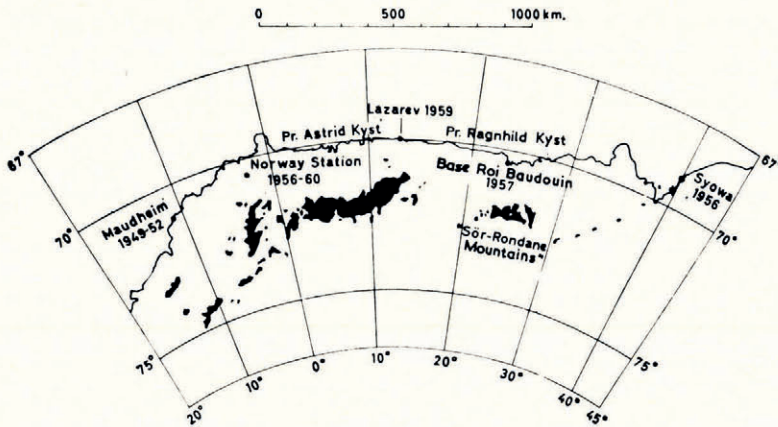 0 500 1000 km.
Lazarev 1959
Pr. Astrid Kyst
Pr. Ragnhild Kyst
67°
67°
Norway Station
1956-60
Base Roi Baudouin
1957
Syowa
1956
Maudheim
1949-52
70°
70°
"Sör-Rondane
Mountains"
75°
75°
20°
10°
0°
10°
20°
30°
40°
45°